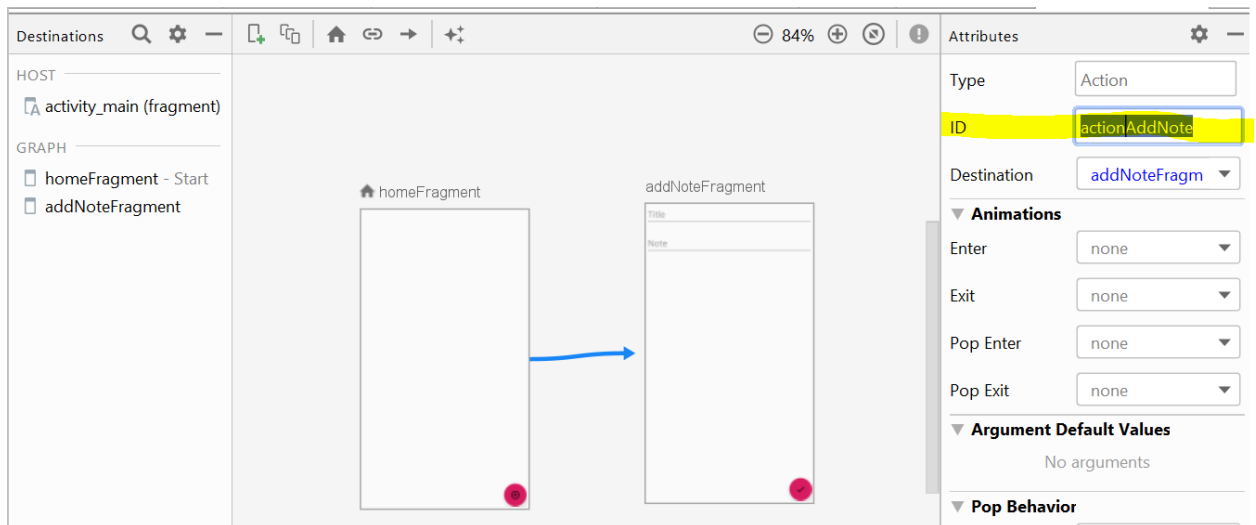 Destinations
84%
Attributes
HOST
activity_main (fragment)
GRAPH
homeFragment - Start
addNoteFragment
homeFragment
addNoteFragment
Title
Note
Type Action
ID actionAddNote
Destination addNoteFragm
Animations
Enter none
Exit none
Pop Enter none
Pop Exit none
Argument Default Values
No arguments
Pop Behavior